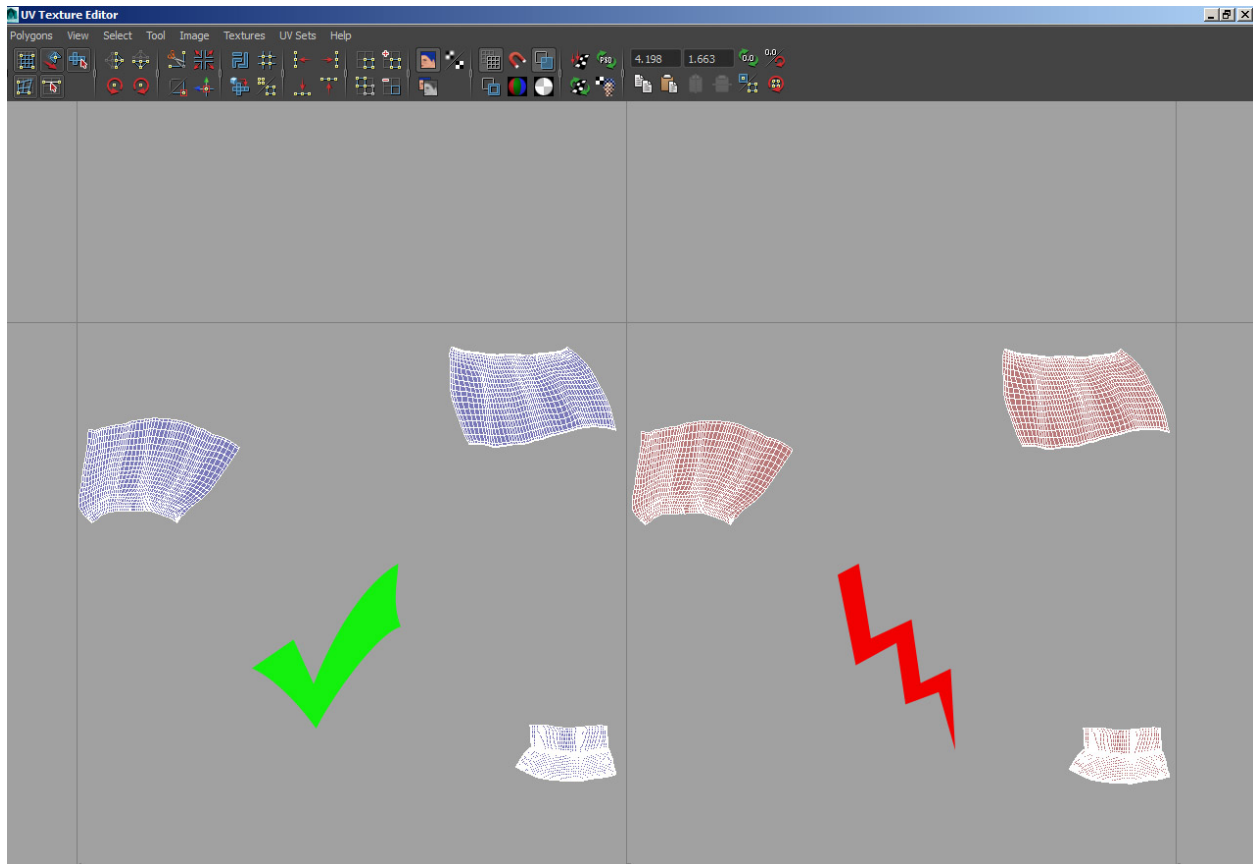 UV Texture Editor
Polygons View Select Tool Image Textures UV Sets Help
PSD 4.198 1.663 0.0 0.0